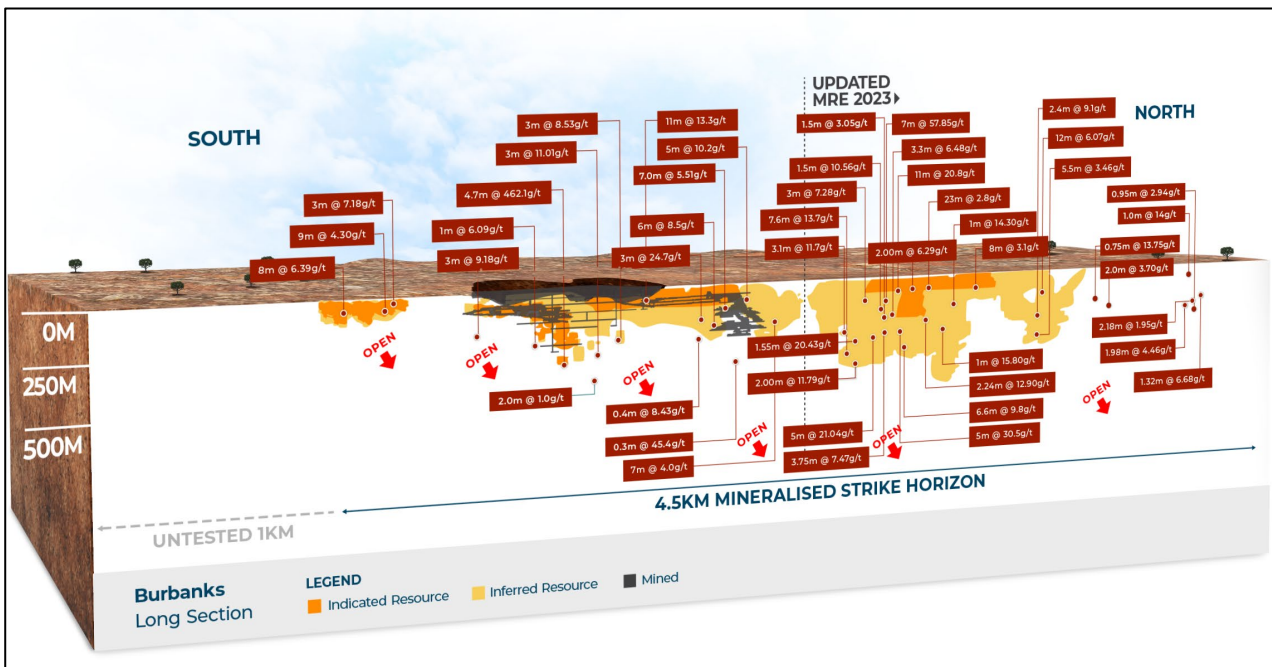 UPDATED
MRE 2023
SOUTH
NORTH
3m @ 8.53g/t
11m @ 13.3g/t
1.5m @ 3.05g/t
7m @ 57.85g/t
2.4m @ 9.1g/t
3m @ 11.01g/t
5m @ 10.2g/t
3.3m @ 6.48g/t
12m @ 6.07g/t
4.7m @ 462.1g/t
7.0m @ 5.51g/t
1.5m @ 10.56g/t
11m @ 20.8g/t
5.5m @ 3.46g/t
3m @ 7.18g/t
3m @ 7.28g/t
23m @ 2.8g/t
0.95m @ 2.94g/t
9m @ 4.30g/t
1m @ 6.09g/t
6m @ 8.5g/t
7.6m @ 13.7g/t
1m @ 14.30g/t
1.0m @ 14g/t
8m @ 6.39g/t
3m @ 9.18g/t
3m @ 24.7g/t
3.1m @ 11.7g/t
2.00m @ 6.29g/t
8m @ 3.1g/t
0.75m @ 13.75g/t
2.0m @ 3.70g/t
0M
250M
500M
OPEN
OPEN
OPEN
OPEN
OPEN
OPEN
1.55m @ 20.43g/t
2.18m @ 1.95g/t
1m @ 15.80g/t
1.98m @ 4.46g/t
2.0m @ 1.0g/t
2.00m @ 11.79g/t
2.24m @ 12.90g/t
1.32m @ 6.68g/t
0.4m @ 8.43g/t
6.6m @ 9.8g/t
0.3m @ 45.4g/t
5m @ 21.04g/t
5m @ 30.5g/t
7m @ 4.0g/t
3.75m @ 7.47g/t
4.5KM MINERALISED STRIKE HORIZON
UNTESTED 1KM
Burbanks
Long Section
LEGEND
Indicated Resource
Inferred Resource
Mined